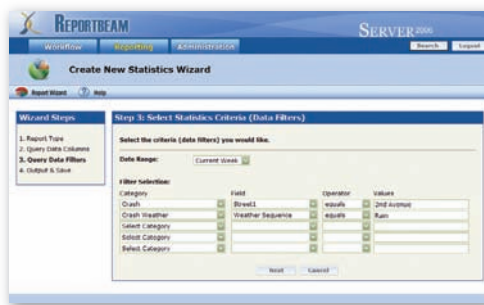 REPORTBEAM
SERVER 2006
Workflow Reporting Administration
Search Logout
Create New Statistics Wizard
Report Wizard Help
Wizard Steps
1. Report Type
2. Query Data Columns
3. Query Data Filters
4. Output & Save
Step 3: Select Statistics Criteria (Data Filters)
Select the criteria (data filters) you would like.
Date Range: Current Week
Filter Selection:
Category Field Operator Values
Crash Street1 equals 2nd Avenue
Crash Weather Weather Sequence equals Rain
Select Category
Select Category
Select Category
Next Cancel